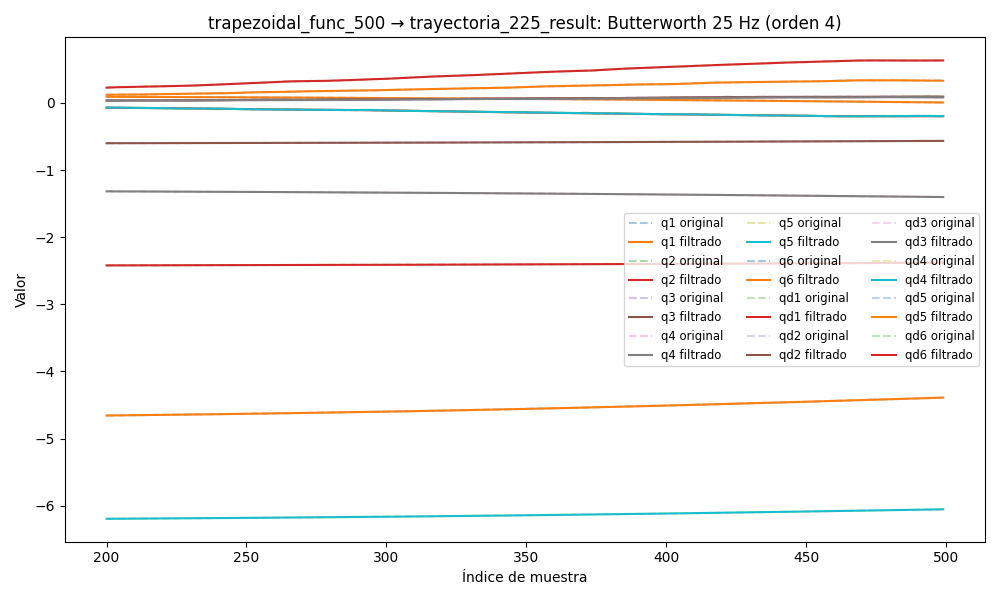 trapezoidal_func_500 → trayectoria_225_result: Butterworth 25 Hz (orden 4)
Valor
0
−1
−2
−3
−4
−5
−6
q1 original
q1 filtrado
q2 original
q2 filtrado
q3 original
q3 filtrado
q4 original
q4 filtrado
q5 original
q5 filtrado
q6 original
q6 filtrado
qd1 original
qd1 filtrado
qd2 original
qd2 filtrado
qd3 original
qd3 filtrado
qd4 original
qd4 filtrado
qd5 original
qd5 filtrado
qd6 original
qd6 filtrado
200 250 300 350 400 450 500
Índice de muestra